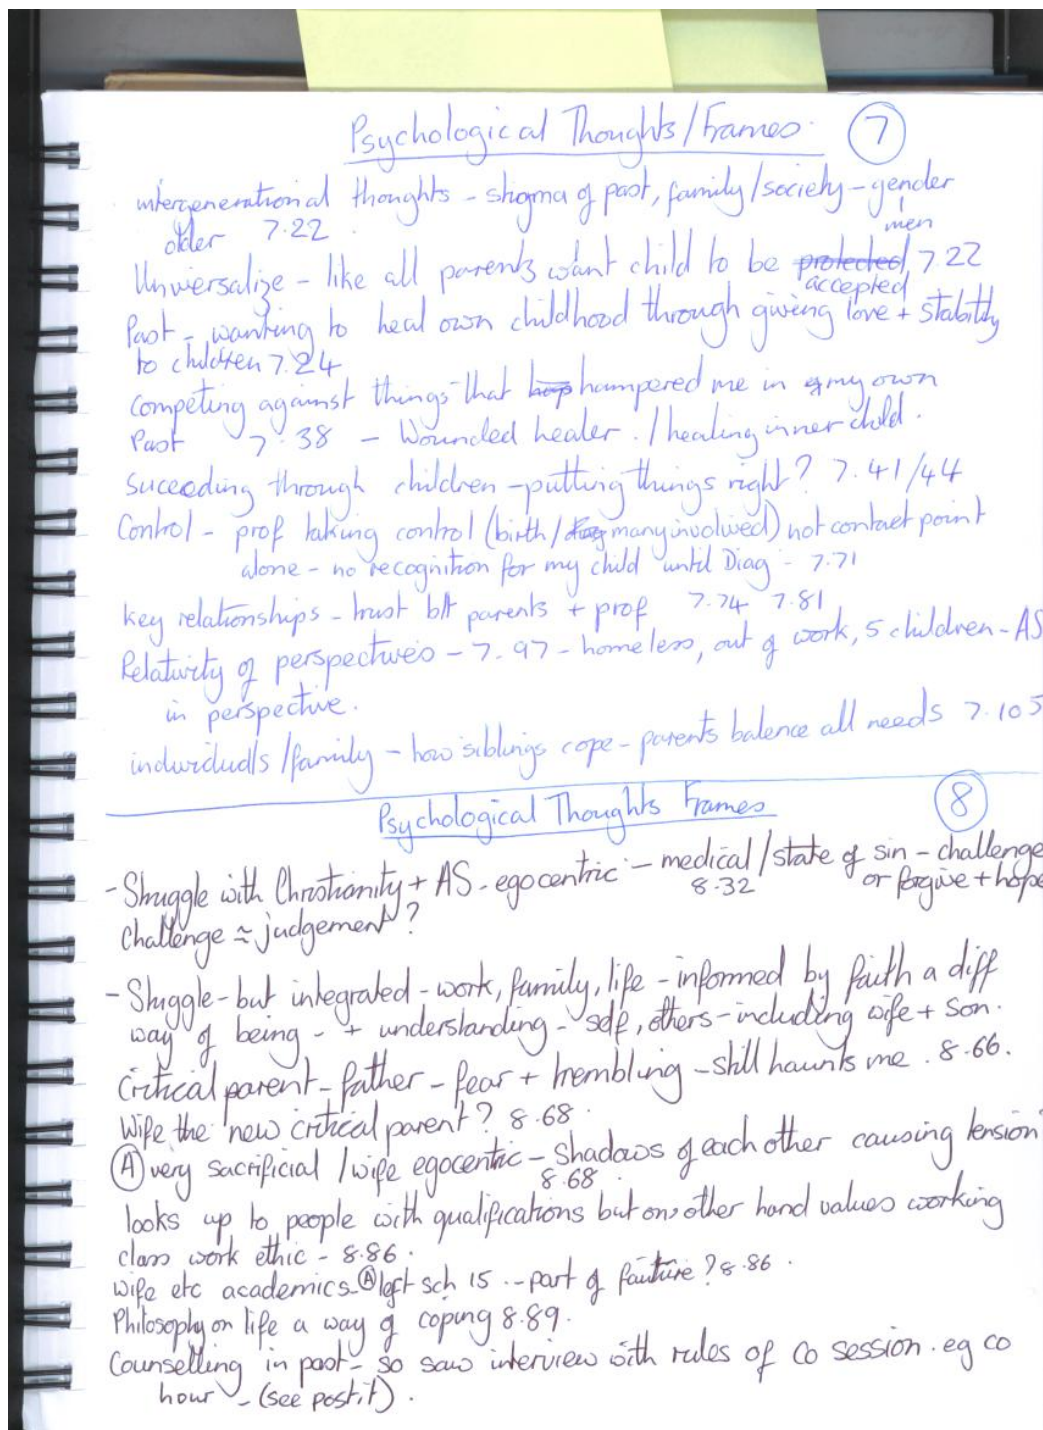 Psychological Thoughts/Frames. 7
intergenerational thoughts - stigma of past, family/society - gender
men
older 7.22.
Universalize - like all parents want child to be protected, 7.22
accepted
Past - wanting to heal own childhood through giving love + stability
to children 7.24
Competing against things that hampered me in my own
Past 7.38 - Wounded healer. / healing inner child.
Suceeding through children - putting things right? 7.41/44
Control - prof taking control (birth/diag many involived) not contact point
alone - no recognition for my child until Diag - 7.71
key relationships - trust bt parents + prof 7.74 7.81
Relativity of perspectives - 7.97 - homeless, out of work, 5 children - AS
in perspective.
individuals/family - how siblings cope - parents balence all needs 7.105
Psychological Thoughts Frames 8
- Struggle with Christianity + AS - egocentric - medical/state of sin - challenge
8.32 or forgive + hope
Challenge ≈ judgement?
- Struggle - but integrated - work, family, life - informed by faith a diff
way of being - + understanding - self, others - including wife + son.
Critical parent - father - fear + trembling - still haunts me. 8.66.
Wife the new critical parent? 8.68.
A very sacrificial / wife egocentric - Shadows of each other causing tension
8.68.
looks up to people with qualifications but on other hand values working
class work ethic - 8.86.
Wife etc academics - A left sch 15 - part of ? 8.86.
Philosophy on life a way of coping 8.89.
Counselling in past - so saw interview with rules of Co session. eg co
hour - (see post it).